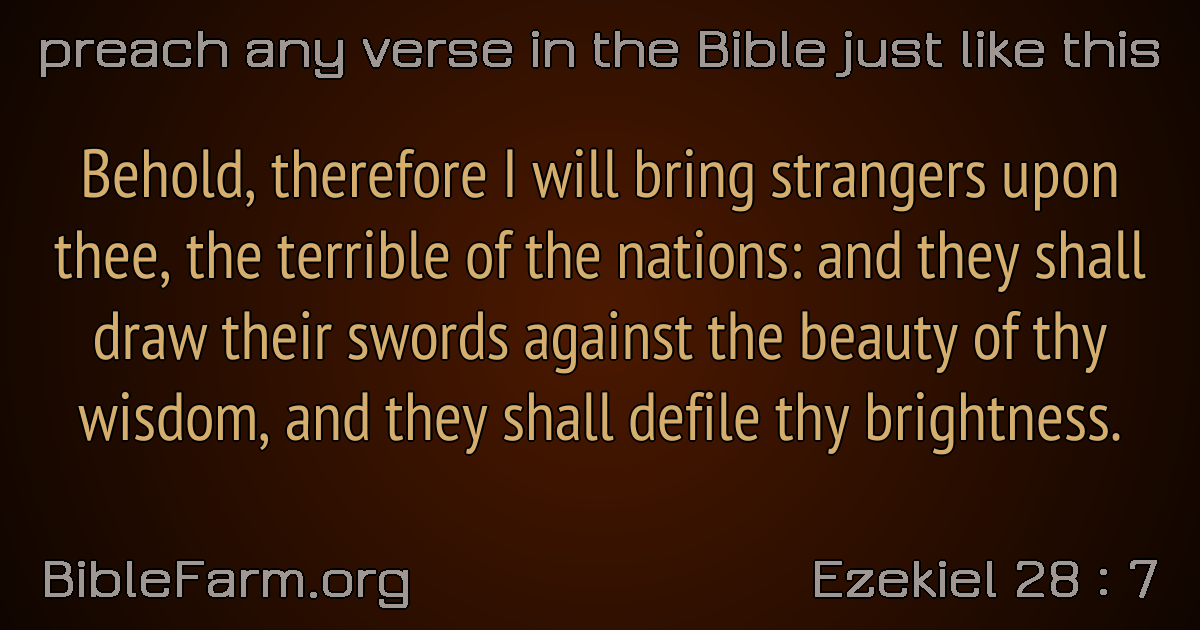 preach any verse in the Bible just like this
Behold, therefore I will bring strangers upon
thee, the terrible of the nations: and they shall
draw their swords against the beauty of thy
wisdom, and they shall defile thy brightness.
BibleFarm.org
Ezekiel 28 : 7